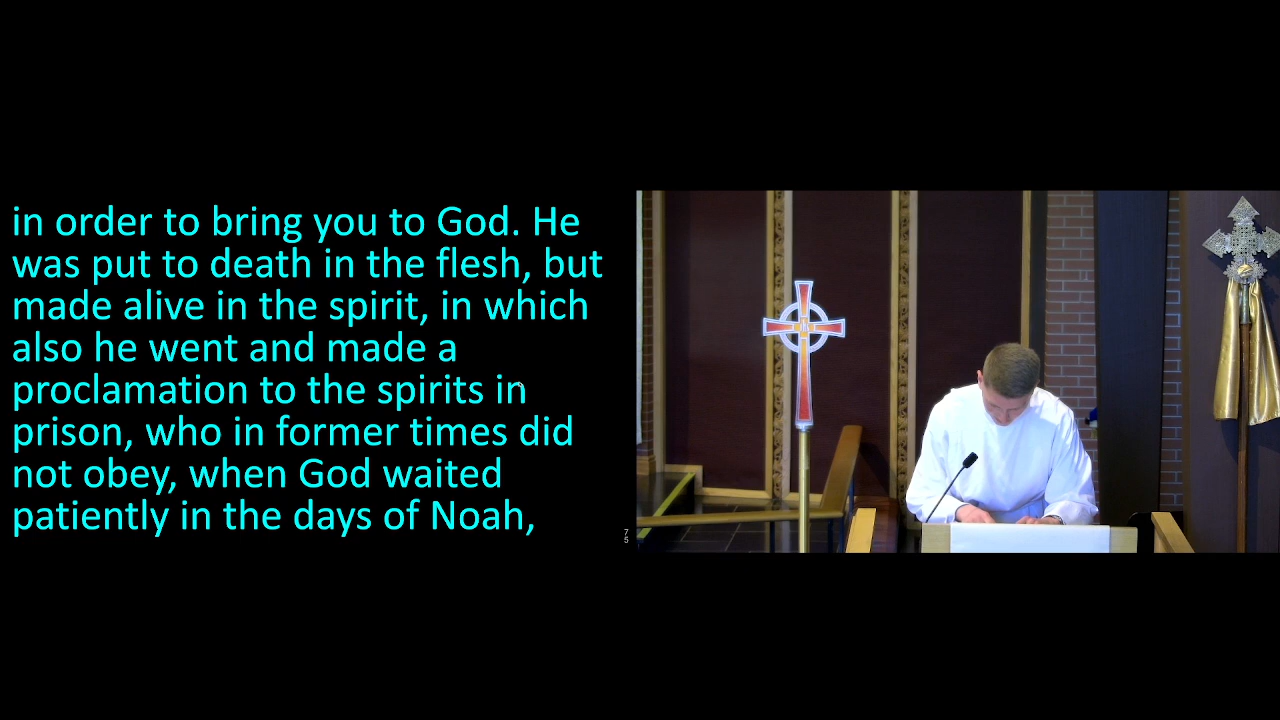 in order to bring you to God. He
was put to death in the flesh, but
made alive in the spirit, in which
also he went and made a
proclamation to the spirits in
prison, who in former times did
not obey, when God waited
patiently in the days of Noah,
7
5